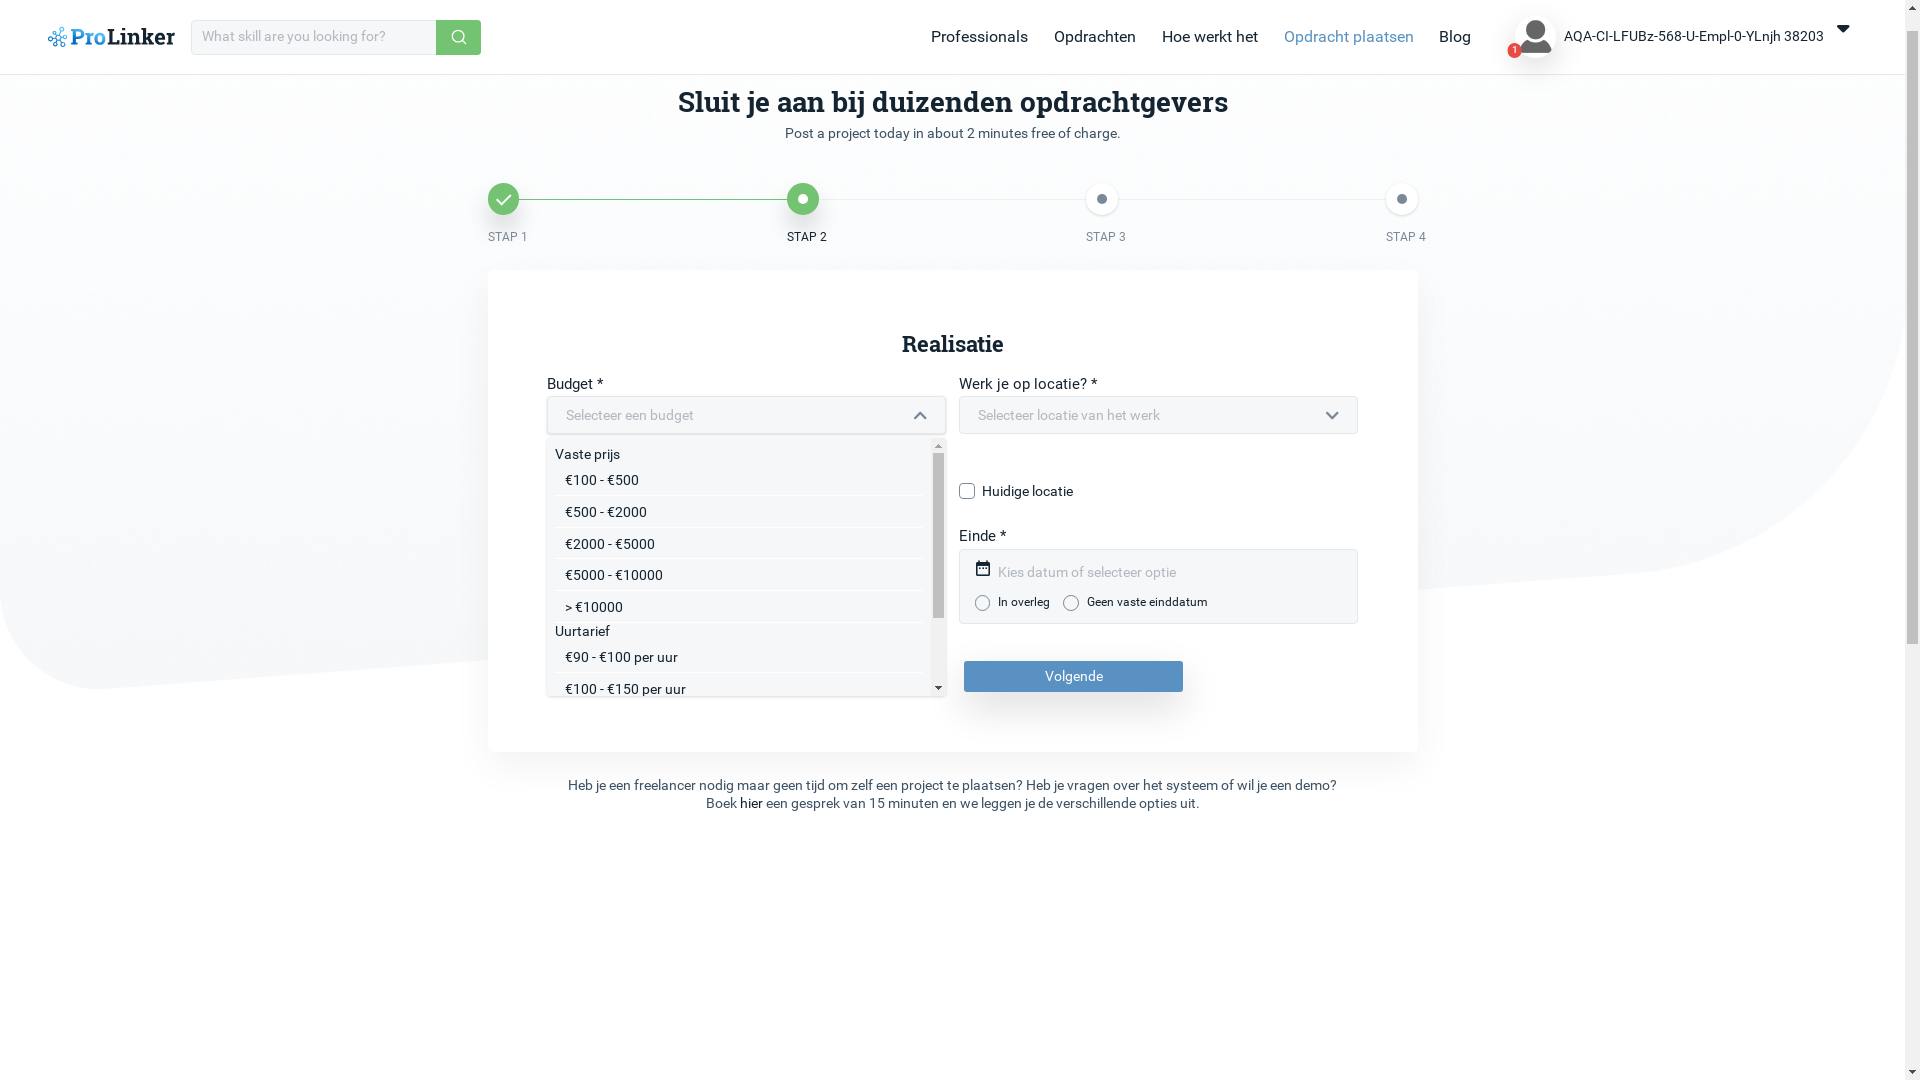 ProLinker
What skill are you looking for?
Professionals
Opdrachten
Hoe werkt het
Opdracht plaatsen
Blog
1
AQA-CI-LFUBz-568-U-Empl-0-YLnjh 38203
Sluit je aan bij duizenden opdrachtgevers
Post a project today in about 2 minutes free of charge.
STAP 1
STAP 2
STAP 3
STAP 4
Realisatie
Budget *
Selecteer een budget
Vaste prijs
€100 - €500
€500 - €2000
€2000 - €5000
€5000 - €10000
> €10000
Uurtarief
€90 - €100 per uur
€100 - €150 per uur
Werk je op locatie? *
Selecteer locatie van het werk
Huidige locatie
Einde *
Kies datum of selecteer optie
In overleg
Geen vaste einddatum
Volgende
Heb je een freelancer nodig maar geen tijd om zelf een project te plaatsen? Heb je vragen over het systeem of wil je een demo?
Boek hier een gesprek van 15 minuten en we leggen je de verschillende opties uit.